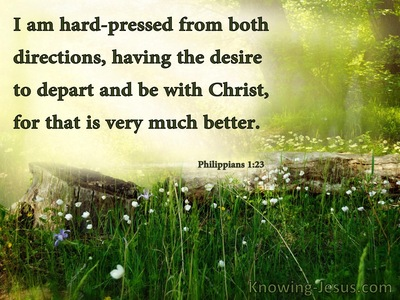 I am hard-pressed from both
directions, having the desire
to depart and be with Christ,
for that is very much better.
Philippians 1:23
Knowing-Jesus.com